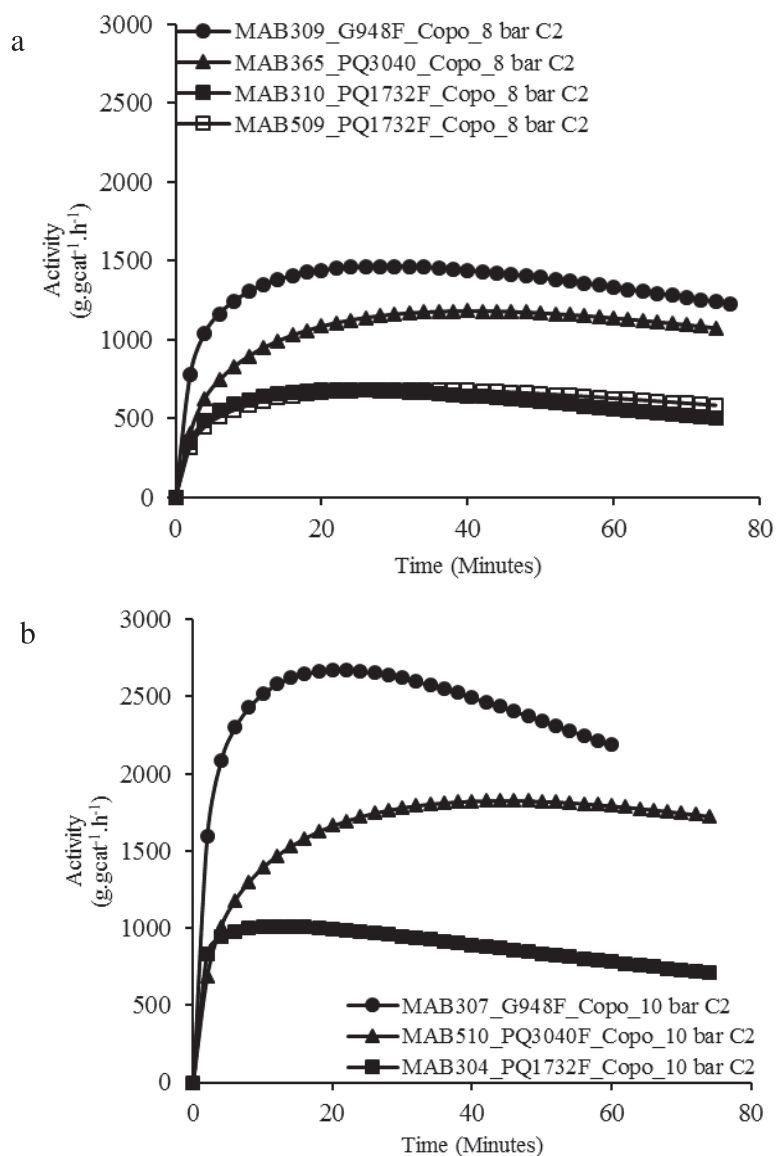 a
3000
2500
2000
1500
1000
500
0
Activity
(g.gcat⁻¹.h⁻¹)
MAB309_G948F_Copo_8 bar C2
MAB365_PQ3040_Copo_8 bar C2
MAB310_PQ1732F_Copo_8 bar C2
MAB509_PQ1732F_Copo_8 bar C2
0 20 40 60 80
Time (Minutes)
b
3000
2500
2000
1500
1000
500
0
Activity
(g.gcat⁻¹.h⁻¹)
MAB307_G948F_Copo_10 bar C2
MAB510_PQ3040F_Copo_10 bar C2
MAB304_PQ1732F_Copo_10 bar C2
0 20 40 60 80
Time (Minutes)